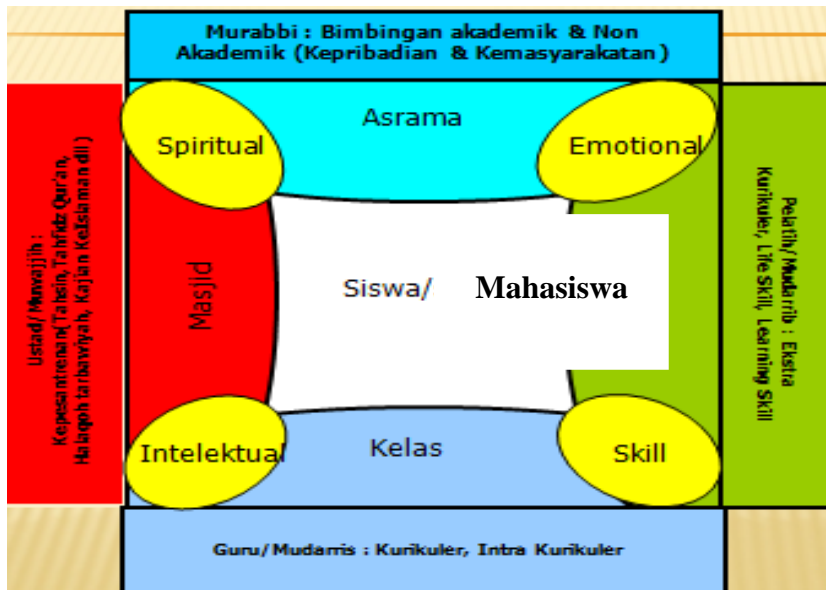 Murabbi : Bimbingan akademik & Non
Akademik (Kepribadian & Kemasyarakatan)
Asrama
Spiritual
Emotional
Ustad/Muwajjih :
Kepesantrenan(Tahsin,Tahfidz Qur'an,
Halaqoh tarbawiyah, Kajian KeIslaman dll )
Masjid
Siswa/ Mahasiswa
Pelatih/Mudarrib : Ekstra
Kurikuler, Life Skill, Learning Skill
Intelektual
Kelas
Skill
Guru/Mudarris : Kurikuler, Intra Kurikuler